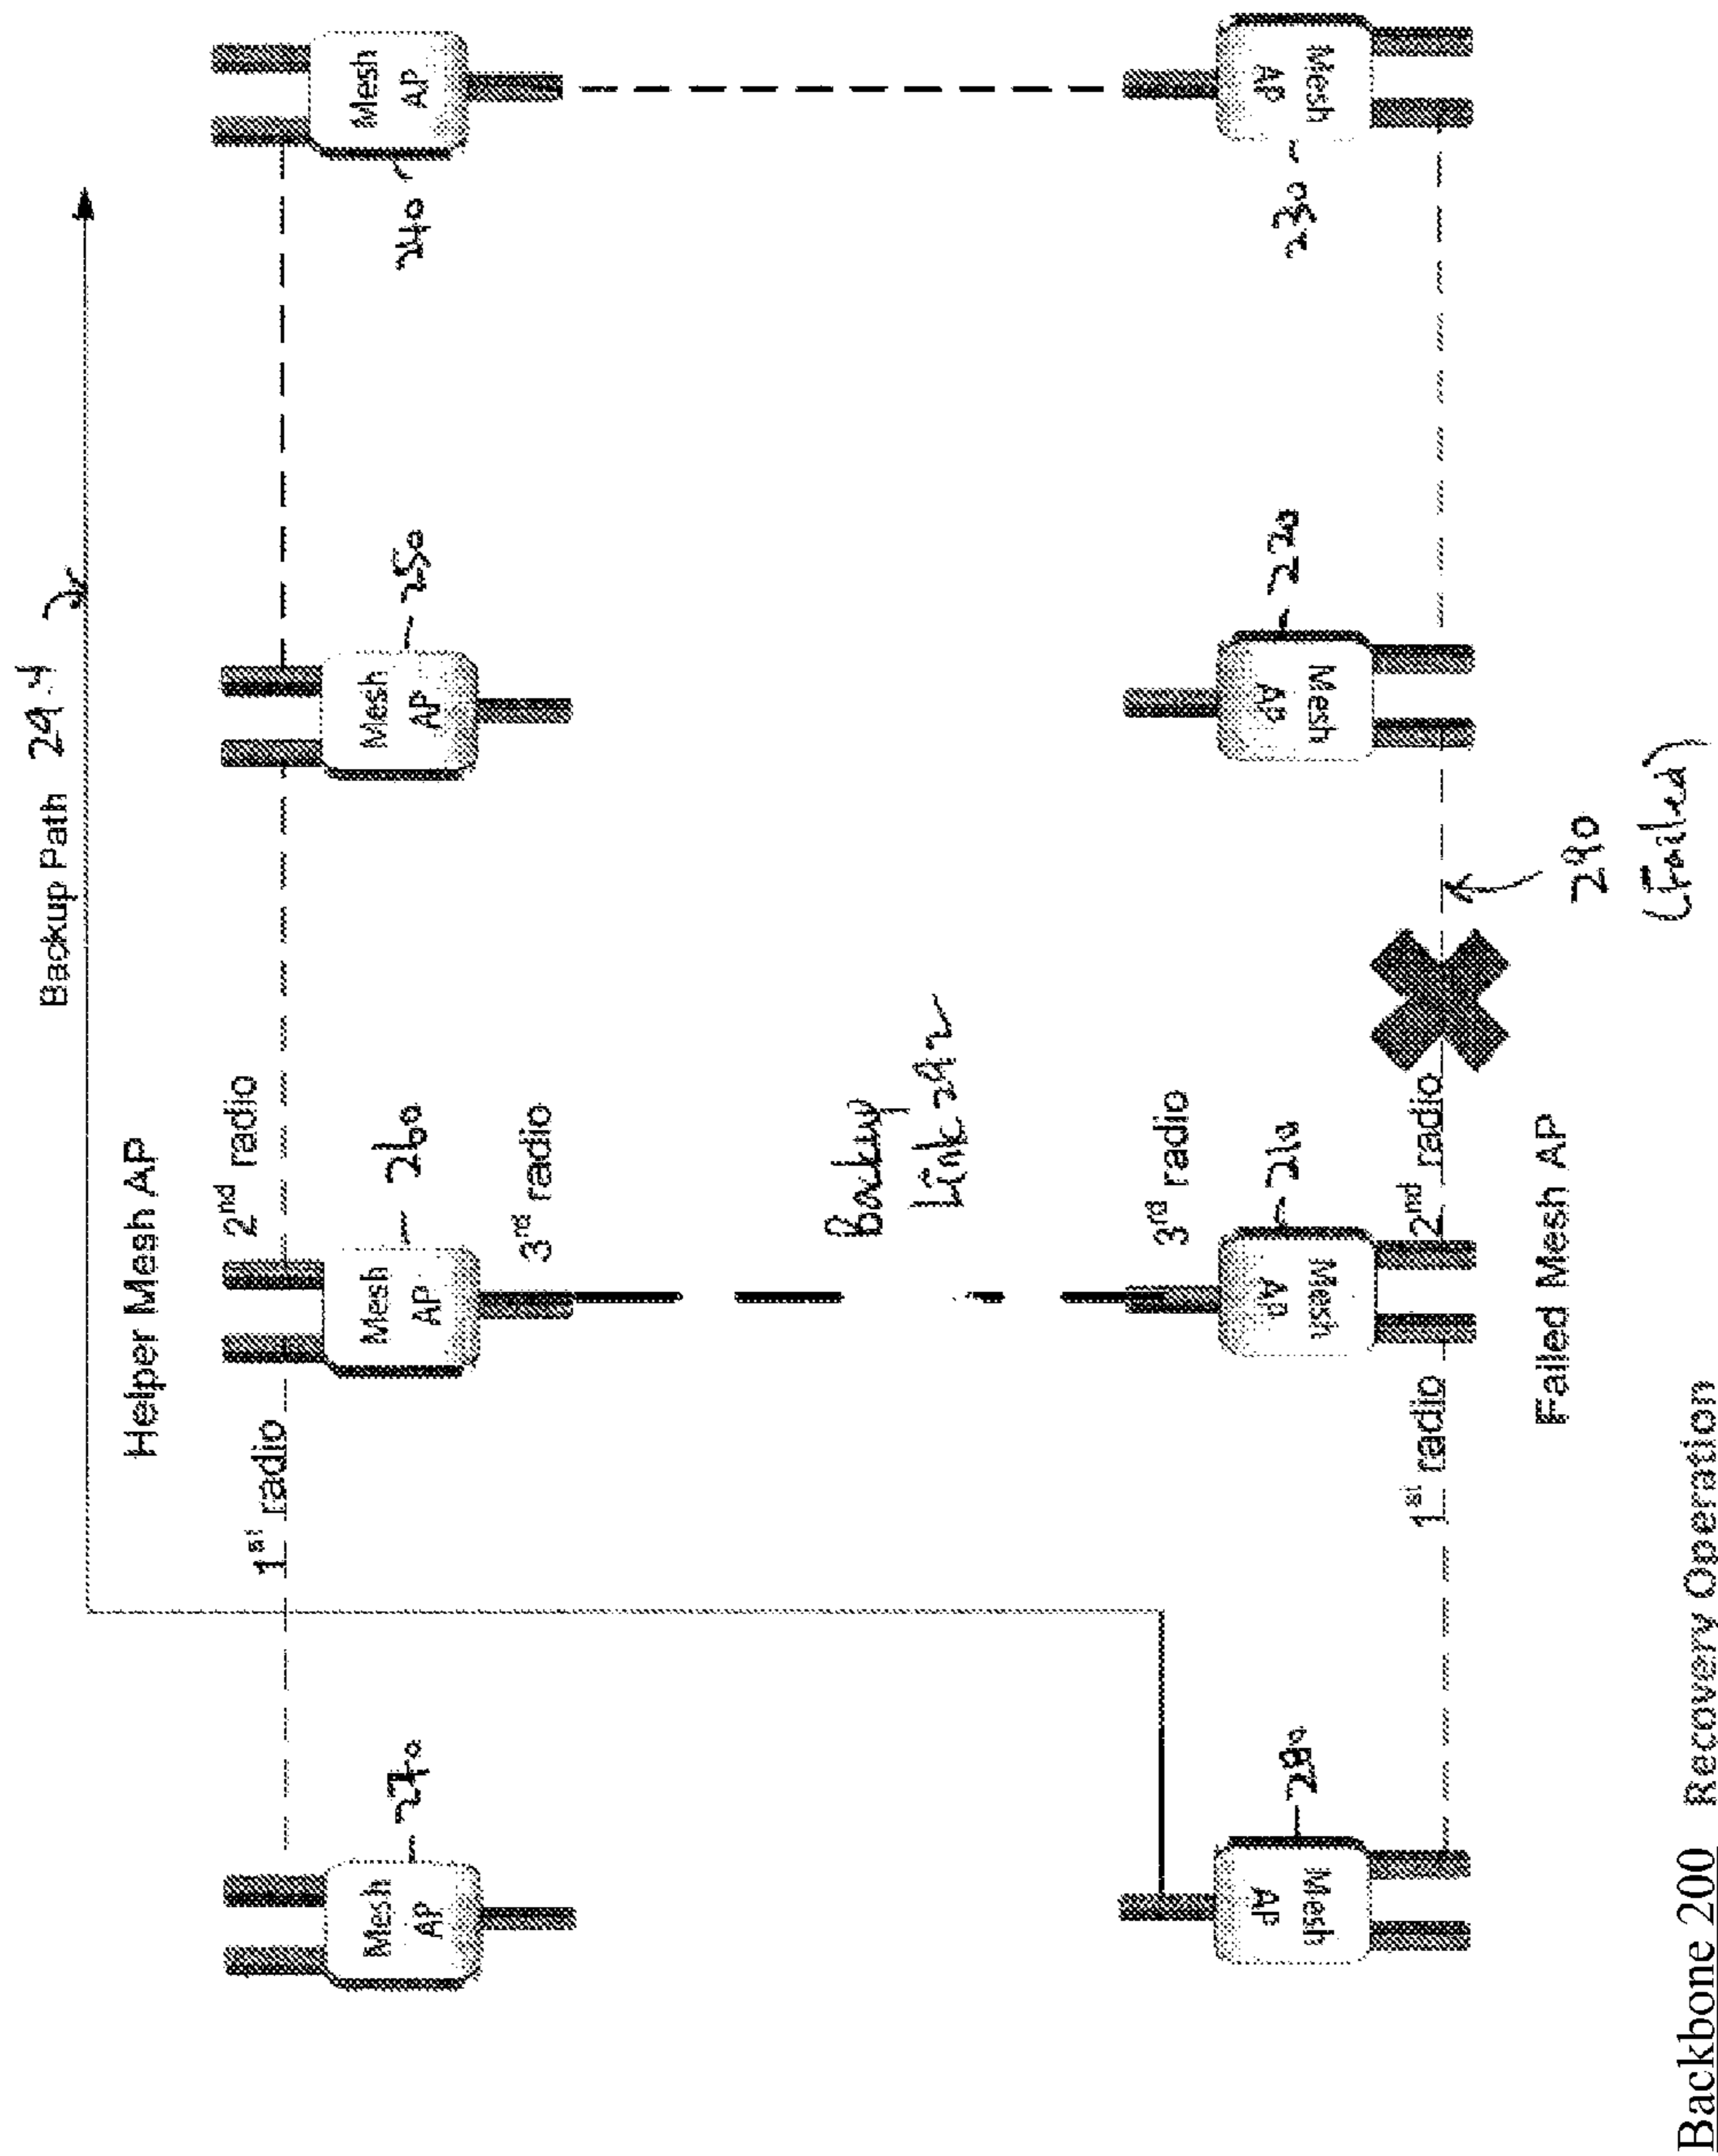 Backup Path 294
Helper Mesh AP
1st radio
2nd radio
Mesh
AP
270
Mesh
AP
260
Mesh
AP
250
Mesh
AP
240
3rd radio
Backup
Link 292
3rd radio
Mesh
AP
280
Mesh
AP
210
Mesh
AP
220
Mesh
AP
230
1st radio
2nd radio
Failed Mesh AP
290
(Failed)
Backbone 200 Recovery Operation